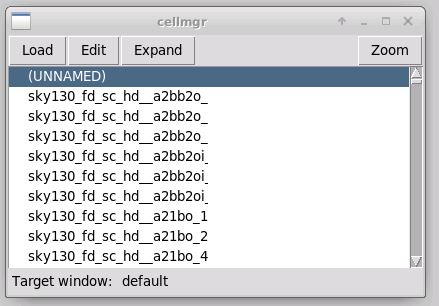 cellmgr
Load Edit Expand Zoom
(UNNAMED)
sky130_fd_sc_hd__a2bb2o_
sky130_fd_sc_hd__a2bb2o_
sky130_fd_sc_hd__a2bb2o_
sky130_fd_sc_hd__a2bb2oi_
sky130_fd_sc_hd__a2bb2oi_
sky130_fd_sc_hd__a2bb2oi_
sky130_fd_sc_hd__a21bo_1
sky130_fd_sc_hd__a21bo_2
sky130_fd_sc_hd__a21bo_4
Target window: default